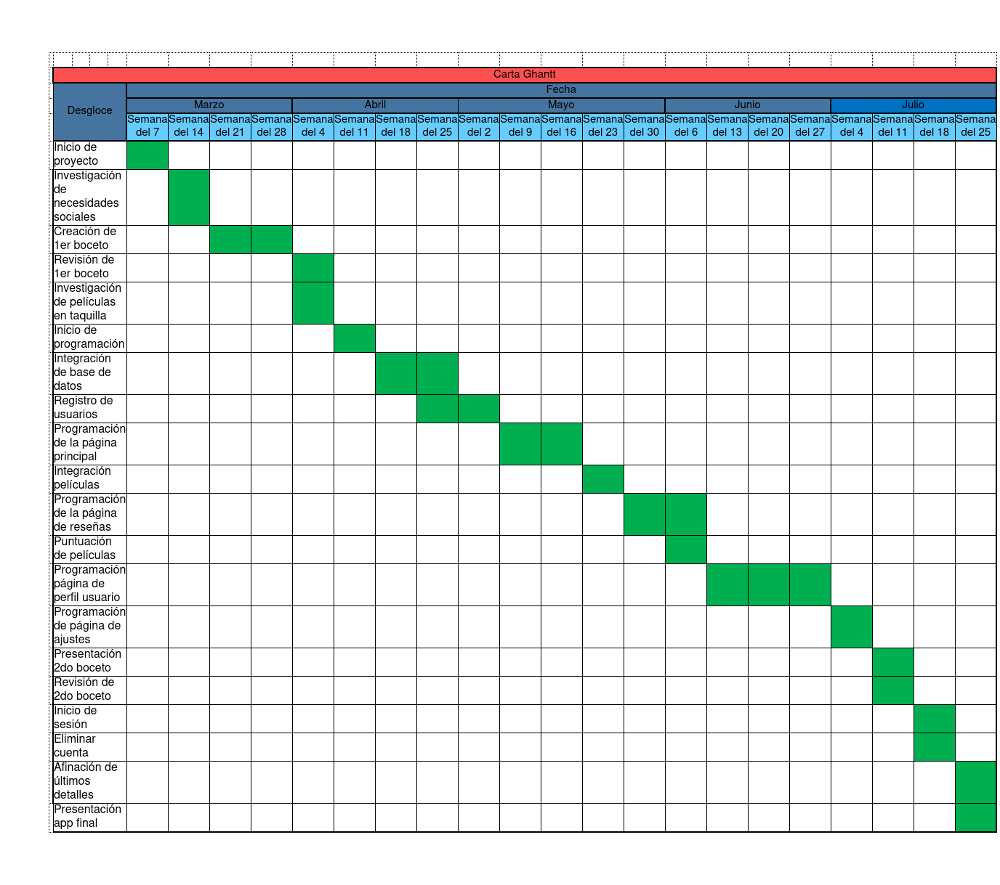 Carta Ghantt
Desgloce
Fecha
Marzo Abril Mayo Junio Julio
Semana Semana Semana Semana Semana Semana Semana Semana Semana Semana Semana Semana Semana Semana Semana Semana Semana Semana Semana Semana Semana
del 7 del 14 del 21 del 28 del 4 del 11 del 18 del 25 del 2 del 9 del 16 del 23 del 30 del 6 del 13 del 20 del 27 del 4 del 11 del 18 del 25
Inicio de
proyecto
Investigación
de
necesidades
sociales
Creación de
1er boceto
Revisión de
1er boceto
Investigación
de películas
en taquilla
Inicio de
programación
Integración
de base de
datos
Registro de
usuarios
Programación
de la página
principal
Integración
películas
Programación
de la página
de reseñas
Puntuación
de películas
Programación
página de
perfil usuario
Programación
de página de
ajustes
Presentación
2do boceto
Revisión de
2do boceto
Inicio de
sesión
Eliminar
cuenta
Afinación de
últimos
detalles
Presentación
app final